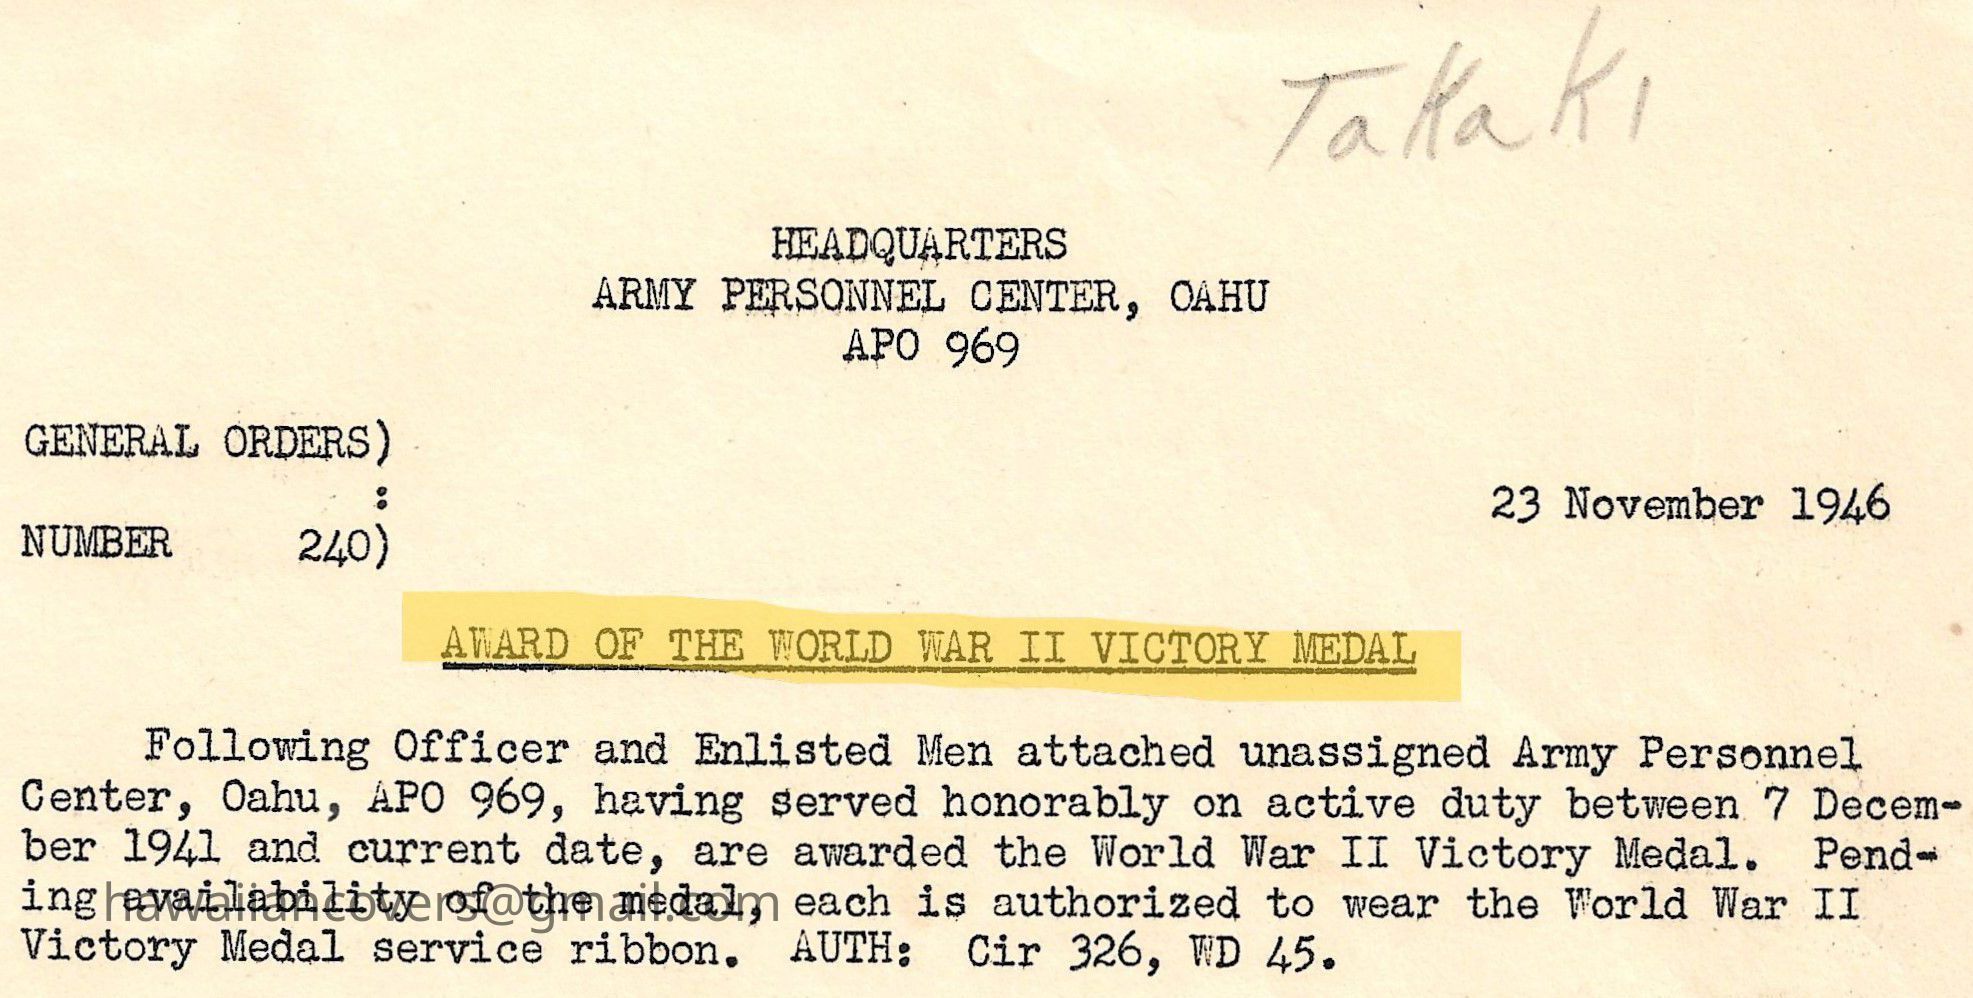 TaKaKi
HEADQUARTERS
ARMY PERSONNEL CENTER, OAHU
APO 969
GENERAL ORDERS)
:
NUMBER 240)
23 November 1946
AWARD OF THE WORLD WAR II VICTORY MEDAL
Following Officer and Enlisted Men attached unassigned Army Personnel
Center, Oahu, APO 969, having served honorably on active duty between 7 Decem-
ber 1941 and current date, are awarded the World War II Victory Medal. Pend-
ing availability of the medal, each is authorized to wear the World War II
hawaiiancovers@gmail.com
Victory Medal service ribbon. AUTH: Cir 326, WD 45.